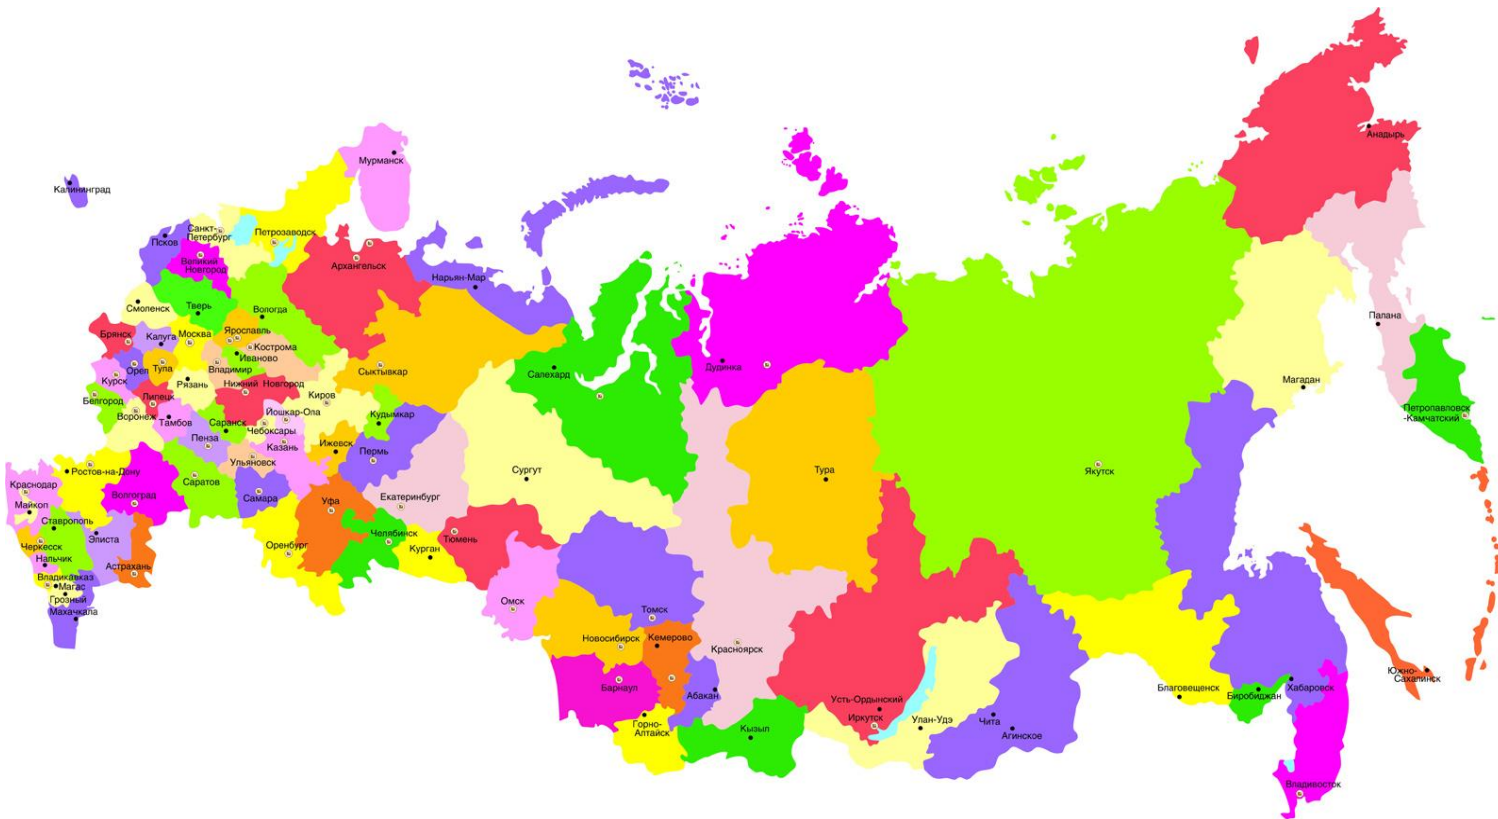 Анадырь
Мурманск
Калининград
Санкт-
Петербург
Петрозаводск
Псков
Великий
Новгород
Архангельск
Нарьян-Мар
Смоленск
Тверь
Вологда
Палана
Брянск
Калуга
Москва
Ярославль
Кострома
Иваново
Дудинка
Салехард
Сыктывкар
Курск
Орел
Тула
Владимир
Рязань
Нижний Новгород
Магадан
Белгород
Липецк
Киров
Петропавловск
-Камчатский
Воронеж
Тамбов
Йошкар-Ола
Саранск
Чебоксары
Кудымкар
Пенза
Казань
Ижевск
Пермь
Ульяновск
Сургут
Тура
Якутск
Ростов-на-Дону
Краснодар
Волгоград
Саратов
Самара
Уфа
Екатеринбург
Майкоп
Ставрополь
Элиста
Черкесск
Нальчик
Астрахань
Оренбург
Челябинск
Курган
Тюмень
Владикавказ
Магас
Грозный
Махачкала
Омск
Томск
Новосибирск
Кемерово
Красноярск
Барнаул
Абакан
Горно-
Алтайск
Кызыл
Усть-Ордынский
Иркутск
Улан-Удэ
Чита
Агинское
Благовещенск
Биробиджан
Хабаровск
Южно-
Сахалинск
Владивосток